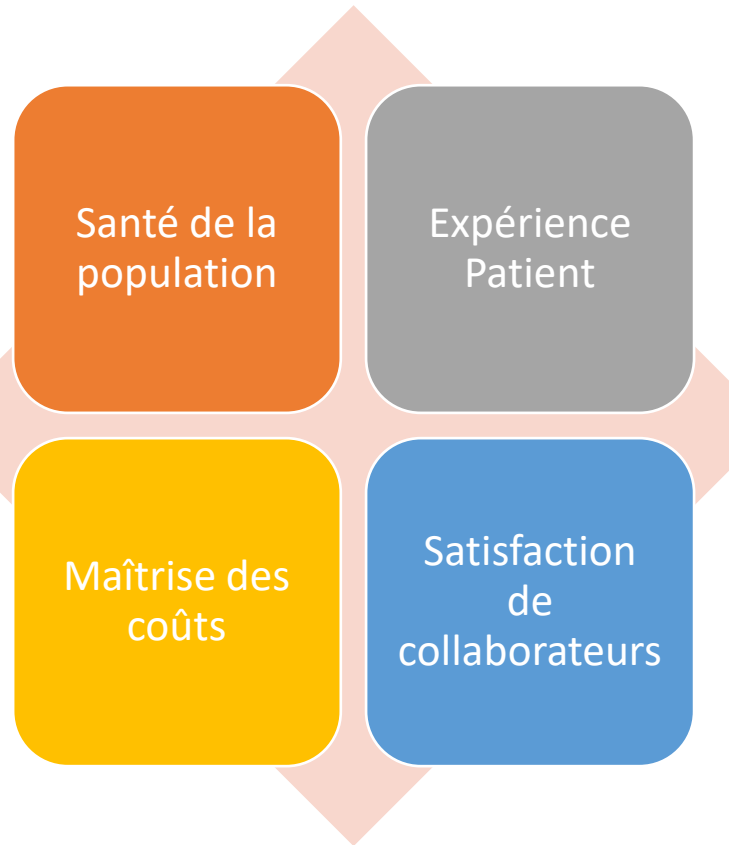 Santé de la
population
Expérience
Patient
Maîtrise des
coûts
Satisfaction
de
collaborateurs